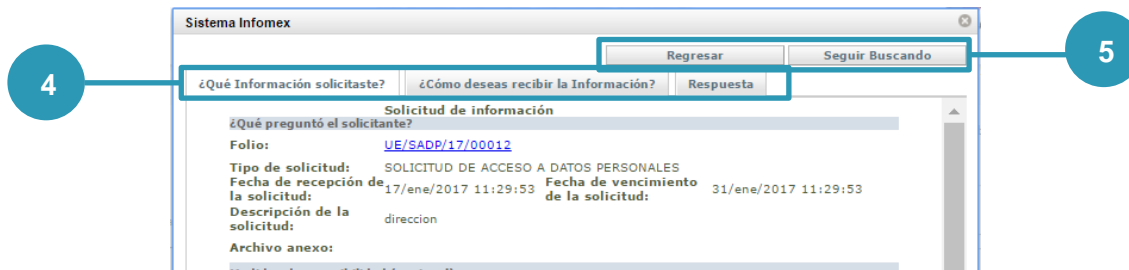 Sistema Infomex
Regresar Seguir Buscando
4
5
¿Qué Información solicitaste? ¿Cómo deseas recibir la Información? Respuesta
Solicitud de información
¿Qué preguntó el solicitante?
Folio: UE/SADP/17/00012
Tipo de solicitud: SOLICITUD DE ACCESO A DATOS PERSONALES
Fecha de recepción de la solicitud: 17/ene/2017 11:29:53 Fecha de vencimiento de la solicitud: 31/ene/2017 11:29:53
Descripción de la solicitud: direccion
Archivo anexo: